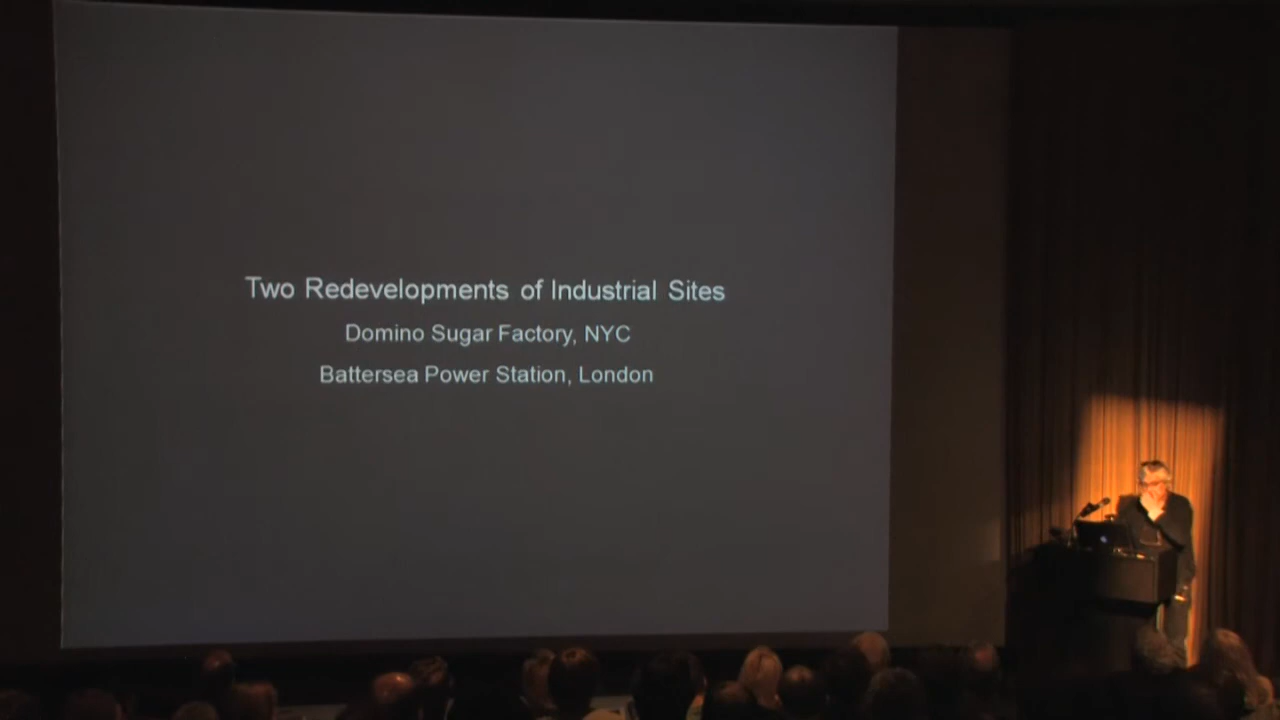 Two Redevelopments of Industrial Sites
Domino Sugar Factory, NYC
Battersea Power Station, London